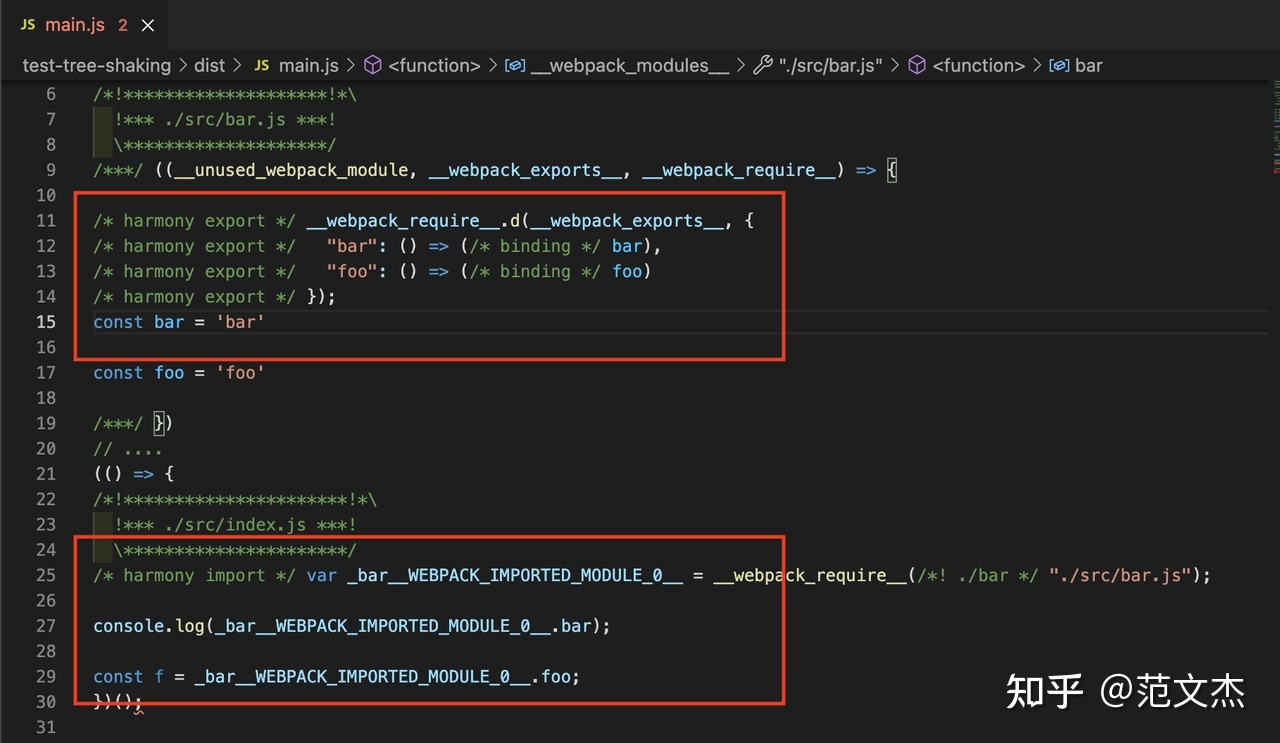 JS main.js 2 ×
test-tree-shaking > dist > JS main.js > <function> > __webpack_modules__ > "./src/bar.js" > <function> > bar
6 /*!********************!*\
7   !*** ./src/bar.js ***!
8   \********************/
9 /***/ ((__unused_webpack_module, __webpack_exports__, __webpack_require__) => {
10
11 /* harmony export */ __webpack_require__.d(__webpack_exports__, {
12 /* harmony export */   "bar": () => (/* binding */ bar),
13 /* harmony export */   "foo": () => (/* binding */ foo)
14 /* harmony export */ });
15 const bar = 'bar'
16
17 const foo = 'foo'
18
19 /***/ })
20 // ....
21 (() => {
22 /*!**********************!*\
23   !*** ./src/index.js ***!
24   \**********************/
25 /* harmony import */ var _bar__WEBPACK_IMPORTED_MODULE_0__ = __webpack_require__(/*! ./bar */ "./src/bar.js");
26
27 console.log(_bar__WEBPACK_IMPORTED_MODULE_0__.bar);
28
29 const f = _bar__WEBPACK_IMPORTED_MODULE_0__.foo;
30 })();
31
知乎 @范文杰